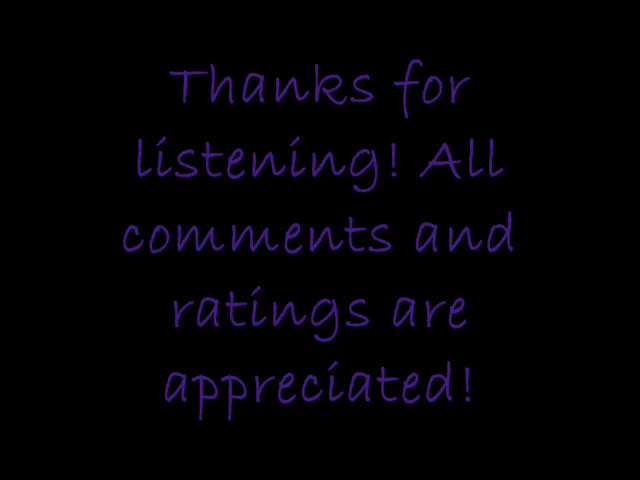 Thanks for
listening! All
comments and
ratings are
appreciated!